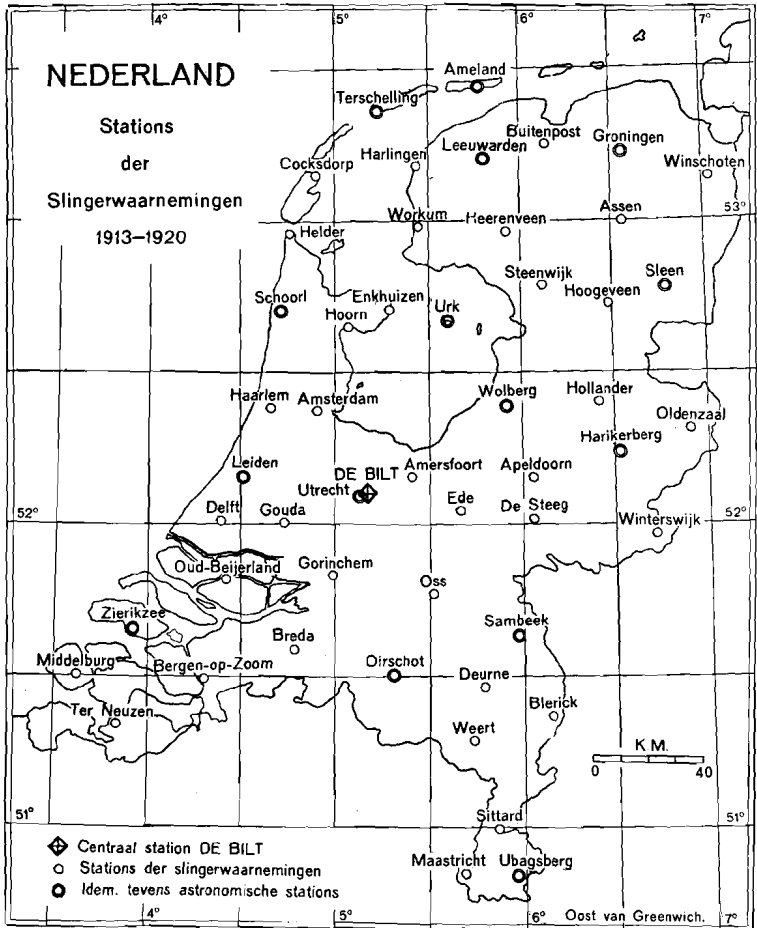 4°
5°
6°
7°
NEDERLAND
Stations
der
Slingerwaarnemingen
1913–1920
Ameland
Terschelling
Buitenpost
Groningen
Leeuwarden
Harlingen
Cocksdorp
Winschoten
Assen
53°
Workum
Heerenveen
Helder
Steenwijk
Sleen
Hoogeveen
Schoorl
Enkhuizen
Urk
Hoorn
Haarlem
Amsterdam
Wolberg
Hollander
Oldenzaal
Harikerberg
Leiden
DE BILT
Amersfoort
Apeldoorn
Utrecht
Delft
Gouda
Ede
De Steeg
52°
52°
Winterswijk
Oud-Beijerland
Gorinchem
Oss
Zierikzee
Sambeek
Breda
Middelburg
Bergen-op-Zoom
Oirschot
Deurne
Ter Neuzen
Blerick
Weert
K M.
0 40
51°
Sittard
51°
Centraal station DE BILT
Stations der slingerwaarnemingen
Idem. tevens astronomische stations
Maastricht
Ubagsberg
4°
5°
6°
7°
Oost van Greenwich.